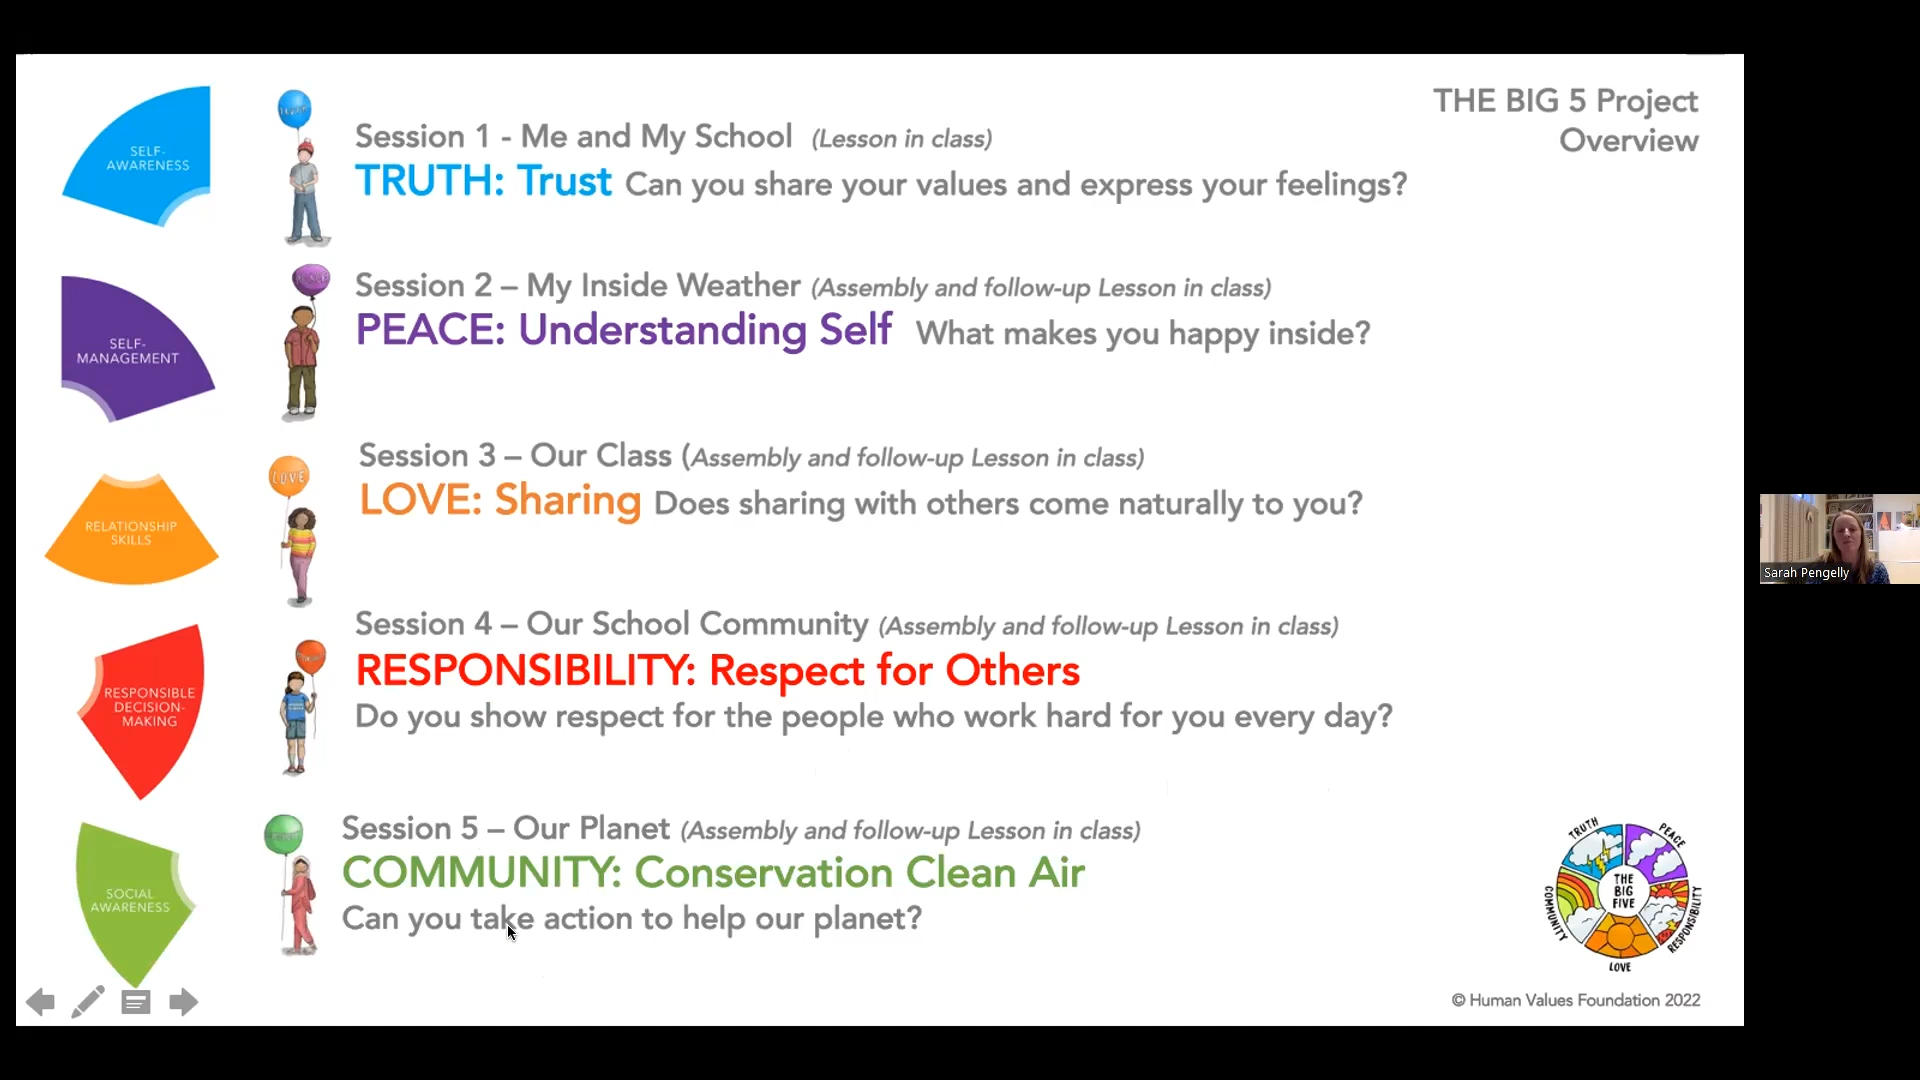 THE BIG 5 Project
Overview
SELF-
AWARENESS
Session 1 - Me and My School (Lesson in class)
TRUTH: Trust Can you share your values and express your feelings?
SELF-
MANAGEMENT
Session 2 – My Inside Weather (Assembly and follow-up Lesson in class)
PEACE: Understanding Self What makes you happy inside?
RELATIONSHIP
SKILLS
LOVE
Session 3 – Our Class (Assembly and follow-up Lesson in class)
LOVE: Sharing Does sharing with others come naturally to you?
RESPONSIBLE
DECISION-
MAKING
Session 4 – Our School Community (Assembly and follow-up Lesson in class)
RESPONSIBILITY: Respect for Others
Do you show respect for the people who work hard for you every day?
SOCIAL
AWARENESS
Session 5 – Our Planet (Assembly and follow-up Lesson in class)
COMMUNITY: Conservation Clean Air
Can you take action to help our planet?
TRUTH
PEACE
COMMUNITY
THE
BIG
FIVE
RESPONSIBILITY
LOVE
© Human Values Foundation 2022
Sarah Pengelly